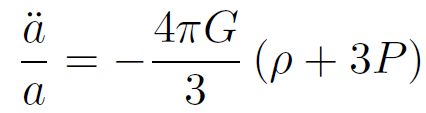 ä/a = −4πG/3 (ρ + 3P)